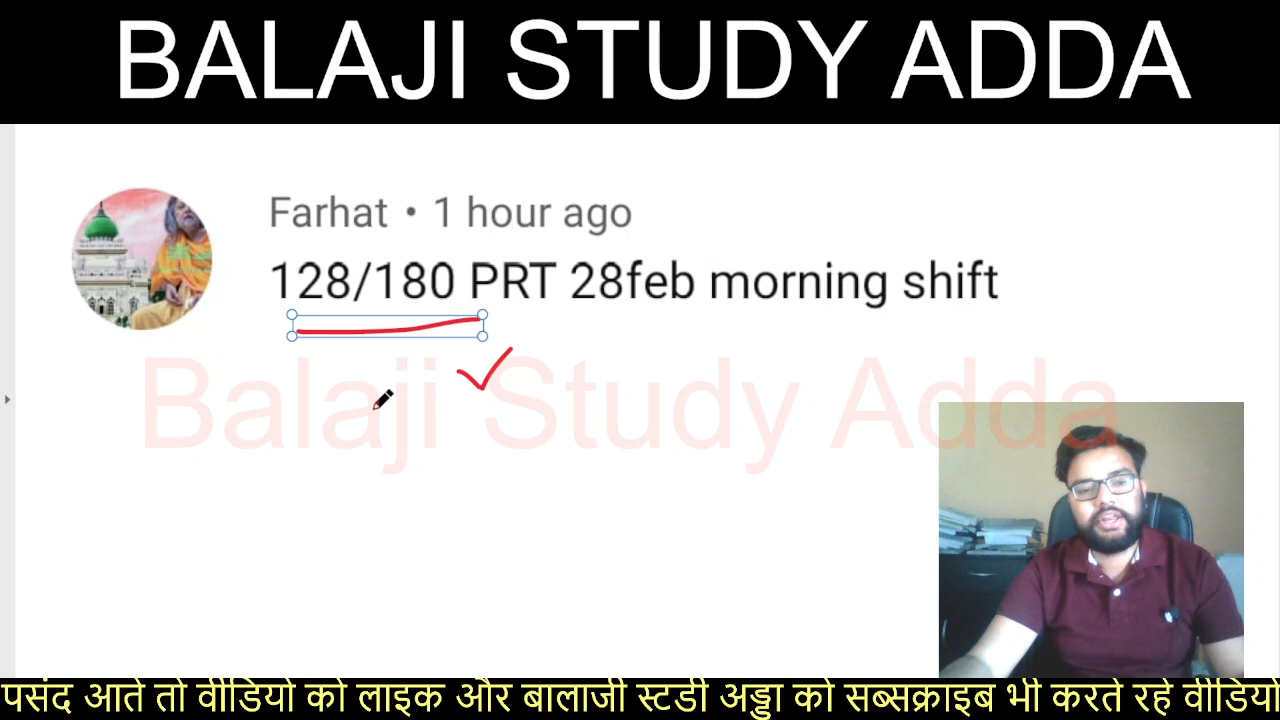 BALAJI STUDY ADDA
Farhat • 1 hour ago
128/180 PRT 28feb morning shift
Balaji Study Adda
पसंद आते तो वीडियो को लाइक और बालाजी स्टडी अड्डा को सब्सक्राइब भी करते रहे वीडियो